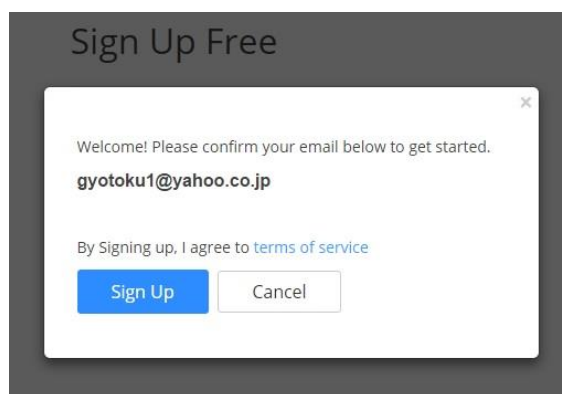 Sign Up Free
×
Welcome! Please confirm your email below to get started.
gyotoku1@yahoo.co.jp
By Signing up, I agree to terms of service
Sign Up Cancel